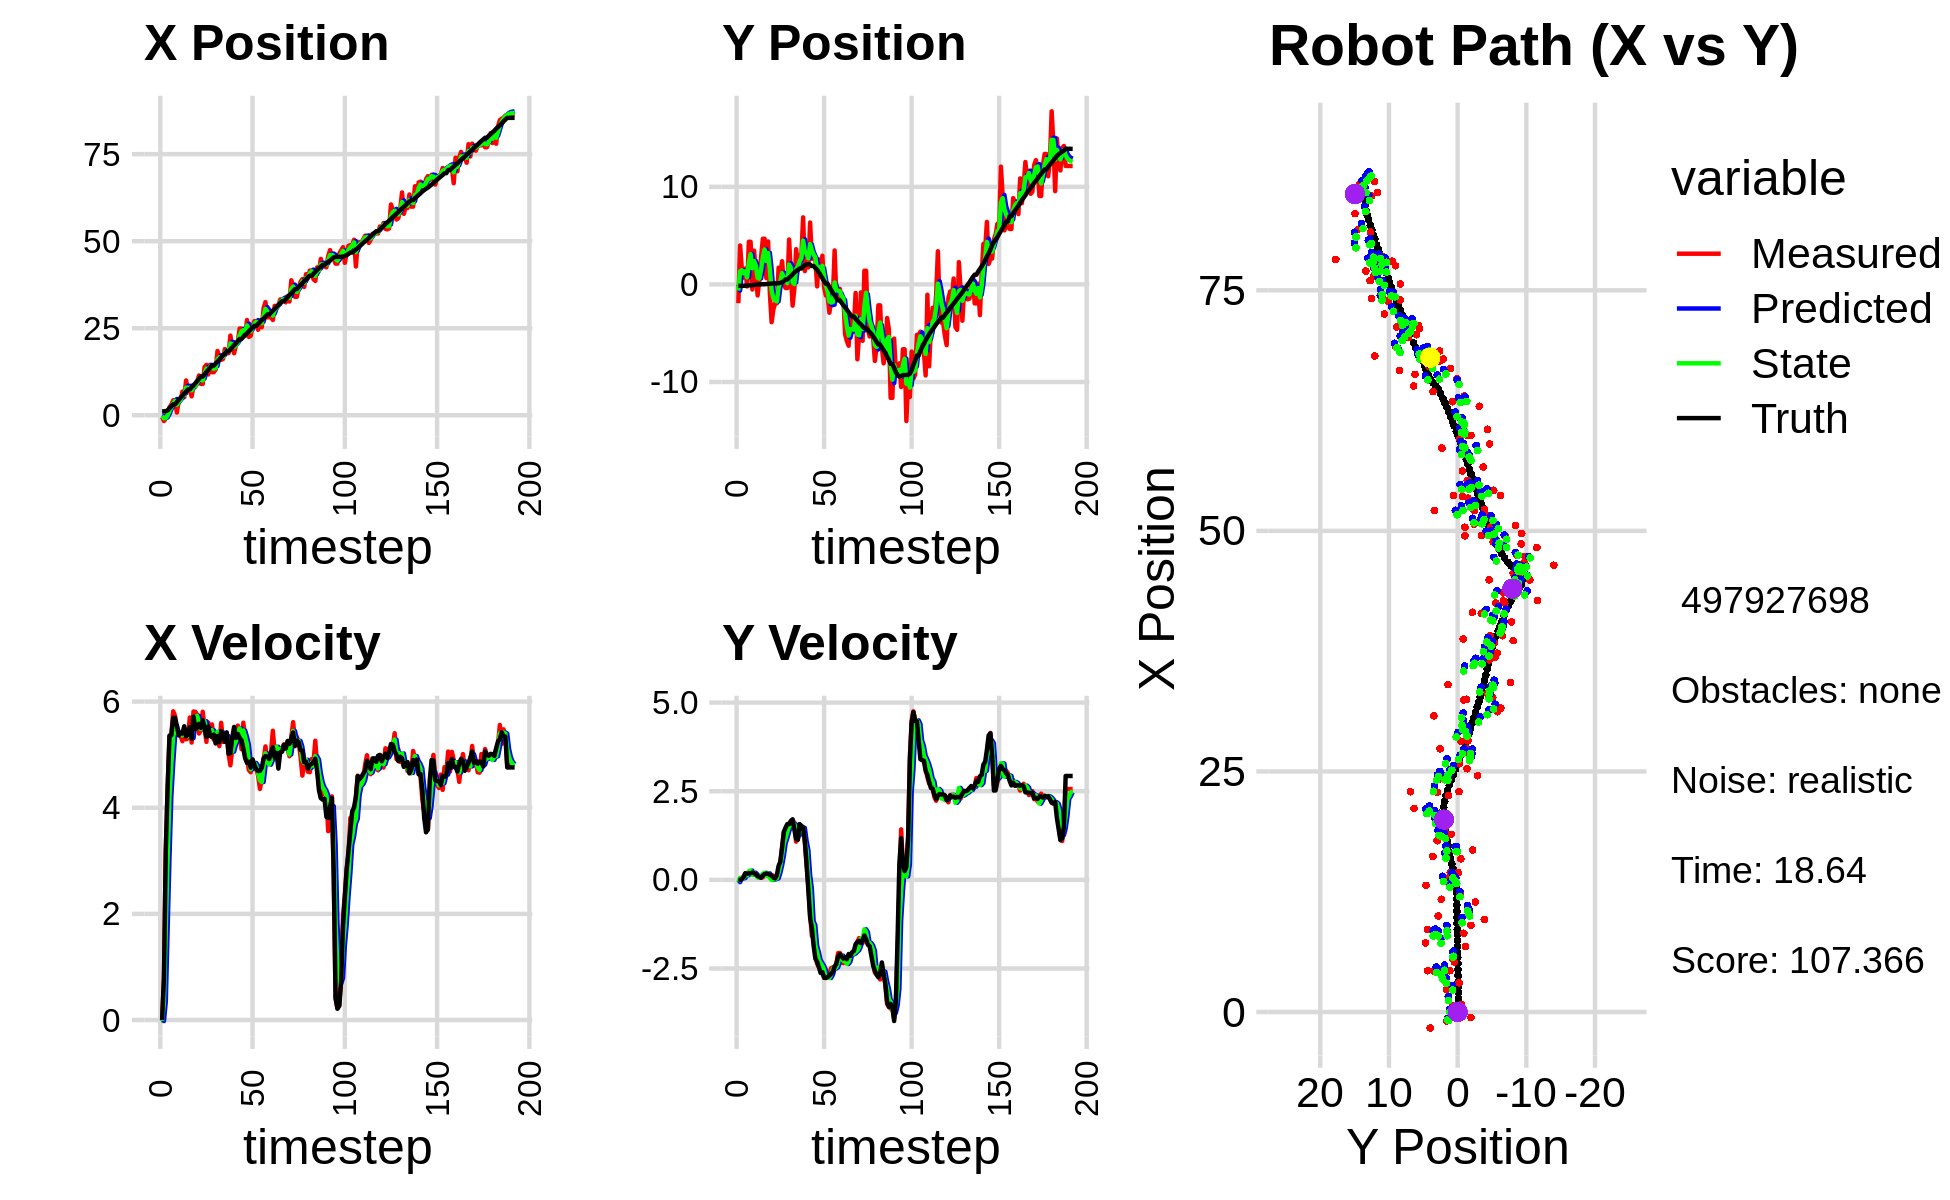 X Position
75
50
25
0
0
50
100
150
200
timestep
Y Position
10
0
-10
0
50
100
150
200
timestep
X Velocity
6
4
2
0
0
50
100
150
200
timestep
Y Velocity
5.0
2.5
0.0
-2.5
0
50
100
150
200
timestep
Robot Path (X vs Y)
X Position
75
50
25
0
20 10 0 -10 -20
Y Position
variable
Measured
Predicted
State
Truth
497927698
Obstacles: none
Noise: realistic
Time: 18.64
Score: 107.366